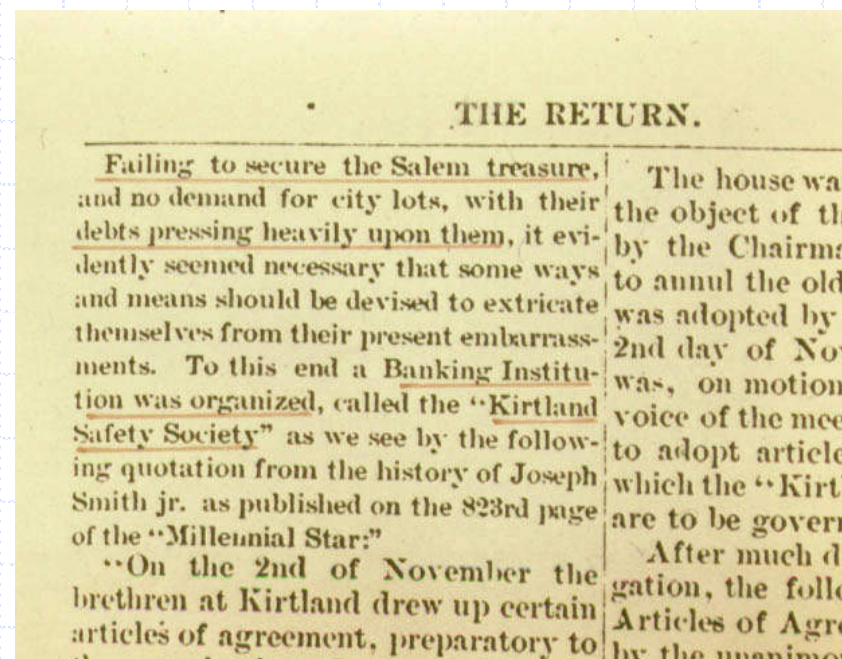 THE RETURN.
Failing to secure the Salem treasure,
and no demand for city lots, with their
debts pressing heavily upon them, it evi-
dently seemed necessary that some ways
and means should be devised to extricate
themselves from their present embarrass-
ments. To this end a Banking Institu-
tion was organized, called the "Kirtland
Safety Society" as we see by the follow-
ing quotation from the history of Joseph
Smith jr. as published on the 823rd page
of the "Millennial Star:"
"On the 2nd of November the
brethren at Kirtland drew up certain
articles of agreement, preparatory to
The house wa
the object of th
by the Chairma
to annul the old
was adopted by
2nd day of Nov
was, on motion
voice of the mee
to adopt article
which the "Kirtl
are to be govern
After much d
gation, the follo
Articles of Agre
by the unanimo